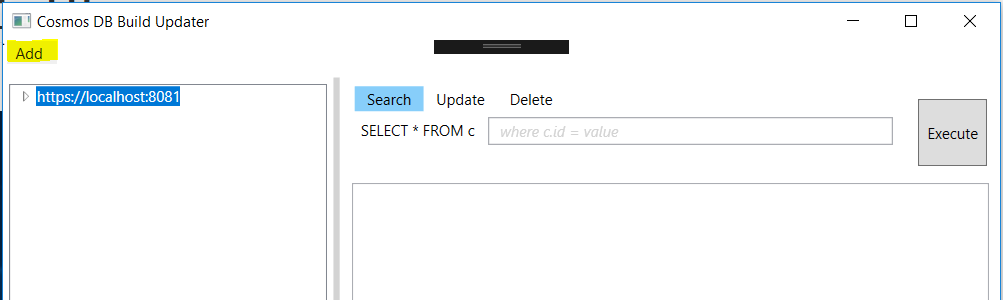 Cosmos DB Build Updater
Add
https://localhost:8081
Search Update Delete
SELECT * FROM c where c.id = value
Execute